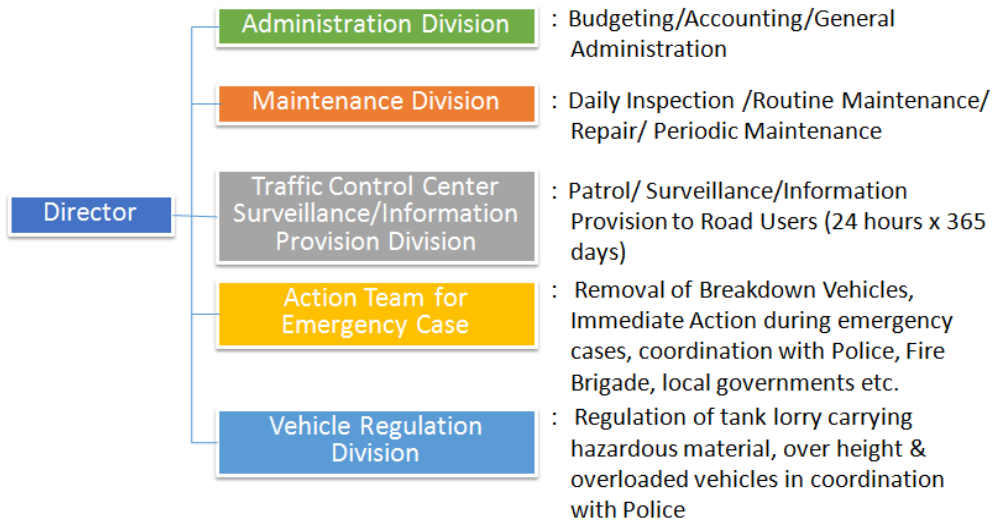 Director
Administration Division
: Budgeting/Accounting/General
Administration
Maintenance Division
: Daily Inspection /Routine Maintenance/
Repair/ Periodic Maintenance
Traffic Control Center
Surveillance/Information
Provision Division
: Patrol/ Surveillance/Information
Provision to Road Users (24 hours x 365
days)
Action Team for
Emergency Case
: Removal of Breakdown Vehicles,
Immediate Action during emergency
cases, coordination with Police, Fire
Brigade, local governments etc.
Vehicle Regulation
Division
: Regulation of tank lorry carrying
hazardous material, over height &
overloaded vehicles in coordination
with Police